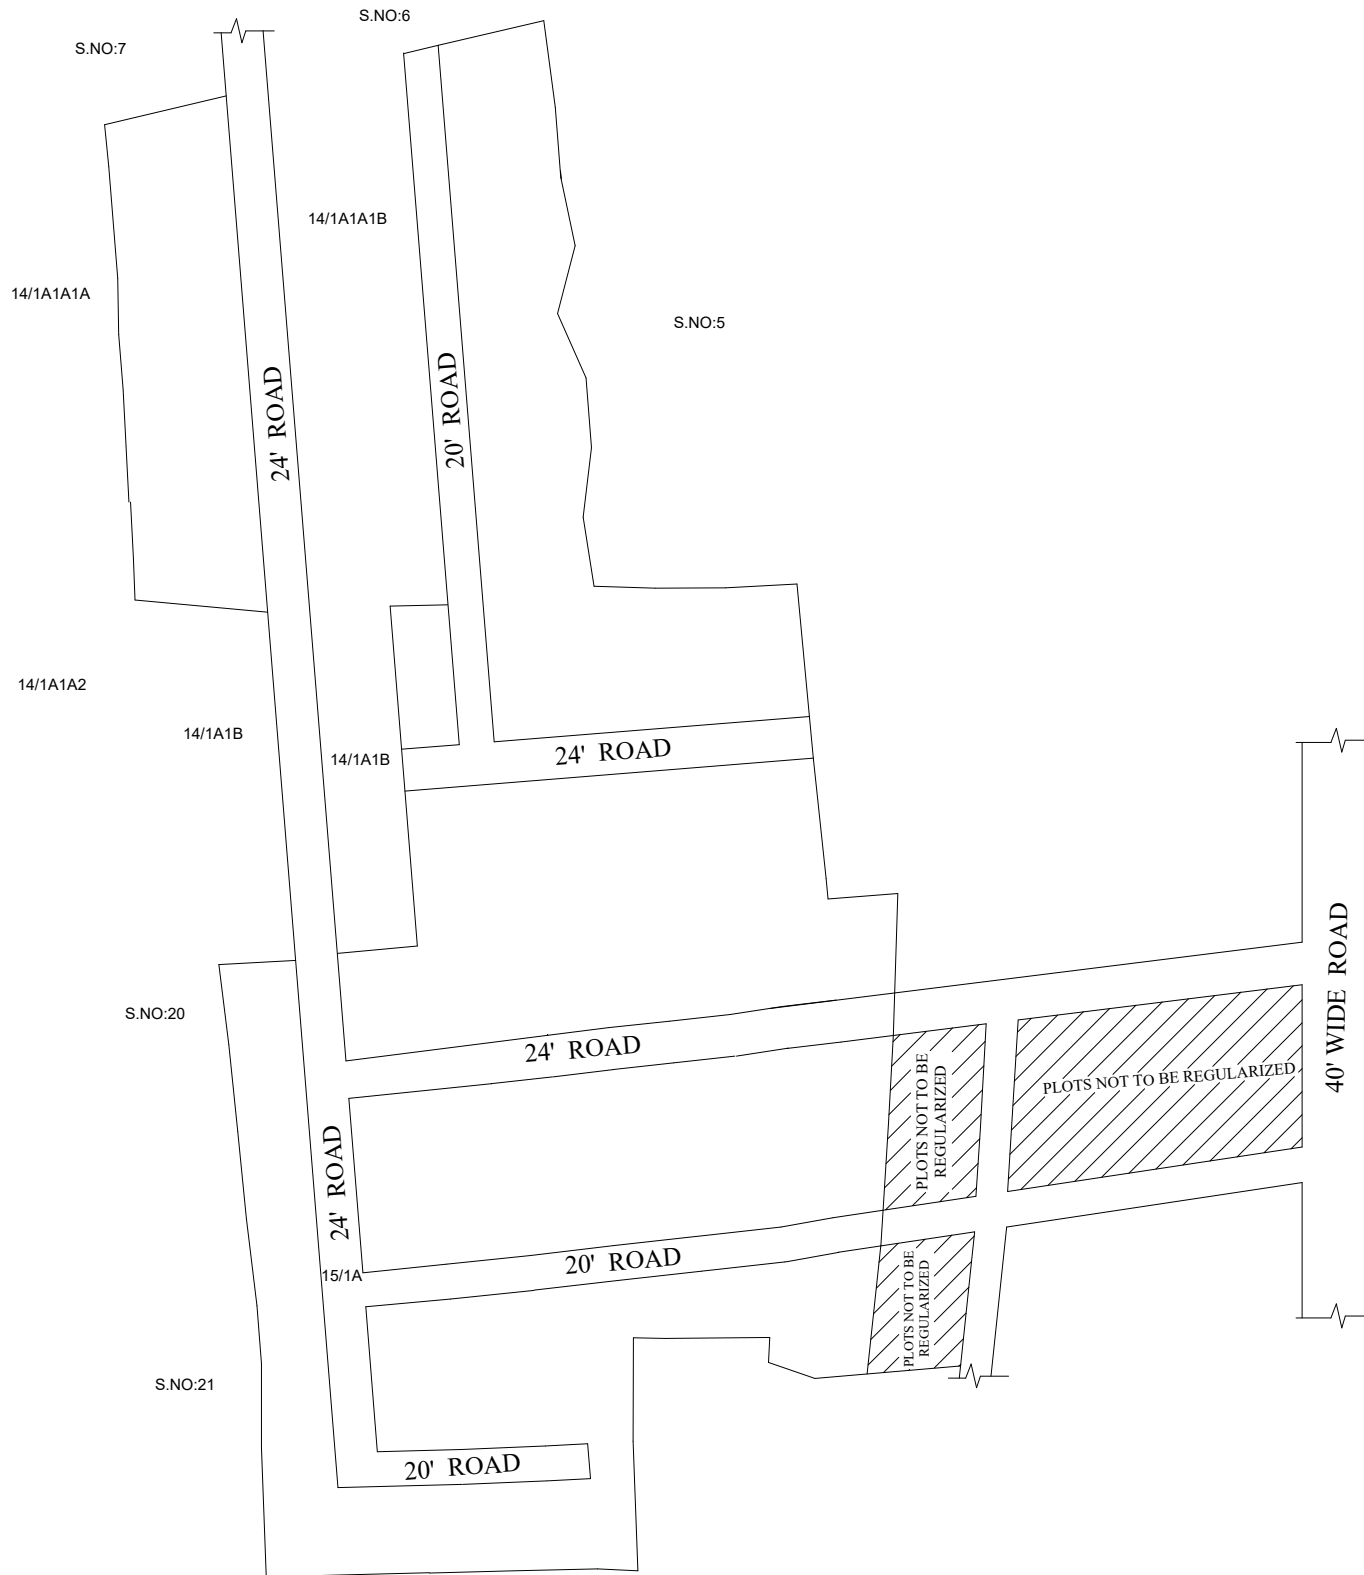 S.NO:6
S.NO:7
14/1A1A1B
14/1A1A1A
S.NO:5
24' ROAD
20' ROAD
14/1A1A2
14/1A1B
14/1A1B
24' ROAD
40' WIDE ROAD
S.NO:20
24' ROAD
PLOTS NOT TO BE
REGULARIZED
PLOTS NOT TO BE REGULARIZED
24' ROAD
20' ROAD
15/1A
PLOTS NOT TO BE
REGULARIZED
S.NO:21
20' ROAD